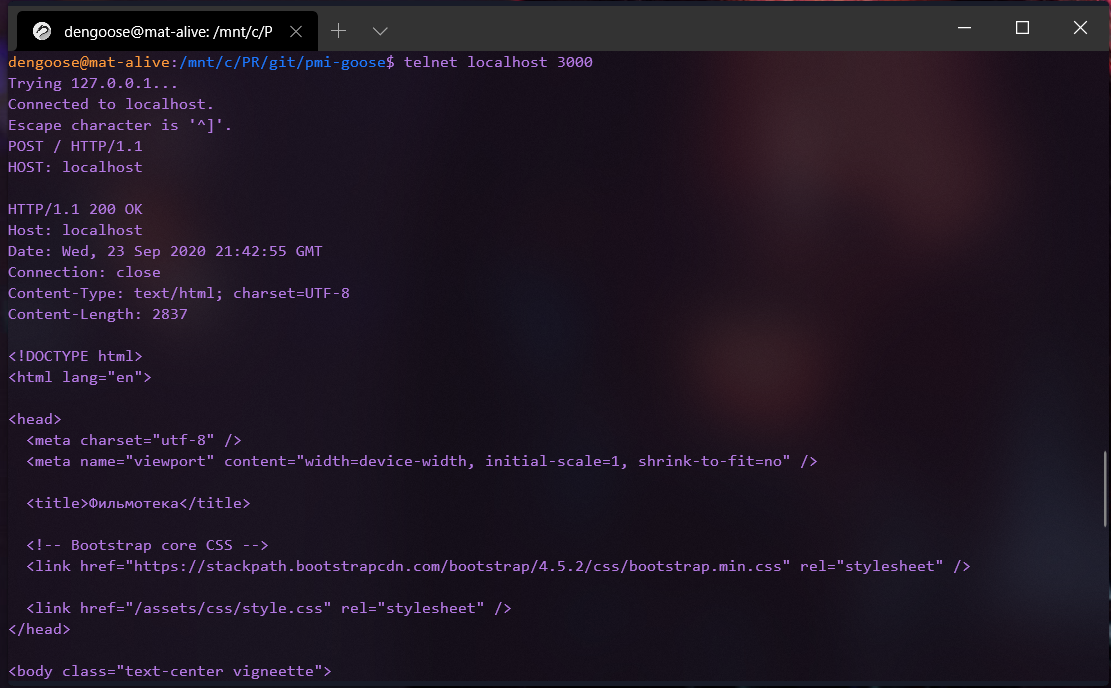 dengoose@mat-alive: /mnt/c/P
dengoose@mat-alive:/mnt/c/PR/git/pmi-goose$ telnet localhost 3000
Trying 127.0.0.1...
Connected to localhost.
Escape character is '^]'.
POST / HTTP/1.1
HOST: localhost

HTTP/1.1 200 OK
Host: localhost
Date: Wed, 23 Sep 2020 21:42:55 GMT
Connection: close
Content-Type: text/html; charset=UTF-8
Content-Length: 2837

<!DOCTYPE html>
<html lang="en">

<head>
  <meta charset="utf-8" />
  <meta name="viewport" content="width=device-width, initial-scale=1, shrink-to-fit=no" />

  <title>Фильмотека</title>

  <!-- Bootstrap core CSS -->
  <link href="https://stackpath.bootstrapcdn.com/bootstrap/4.5.2/css/bootstrap.min.css" rel="stylesheet" />

  <link href="/assets/css/style.css" rel="stylesheet" />
</head>

<body class="text-center vigneette">